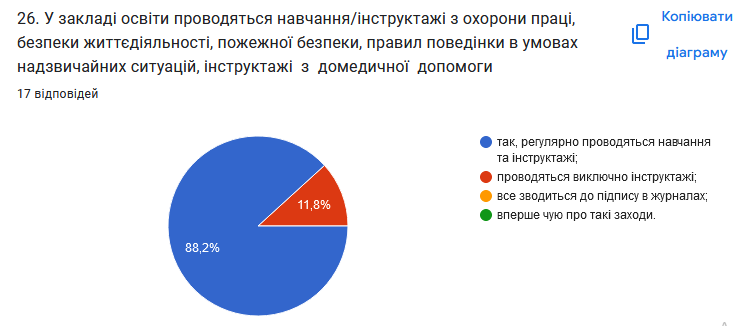 26. У закладі освіти проводяться навчання/інструктажі з охорони праці,
безпеки життєдіяльності, пожежної безпеки, правил поведінки в умовах
надзвичайних ситуацій, інструктажі з домедичної допомоги
Копіювати
діаграму
17 відповідей
так, регулярно проводяться навчання
та інструктажі;
проводяться виключно інструктажі;
все зводиться до підпису в журналах;
вперше чую про такі заходи.
11,8%
88,2%